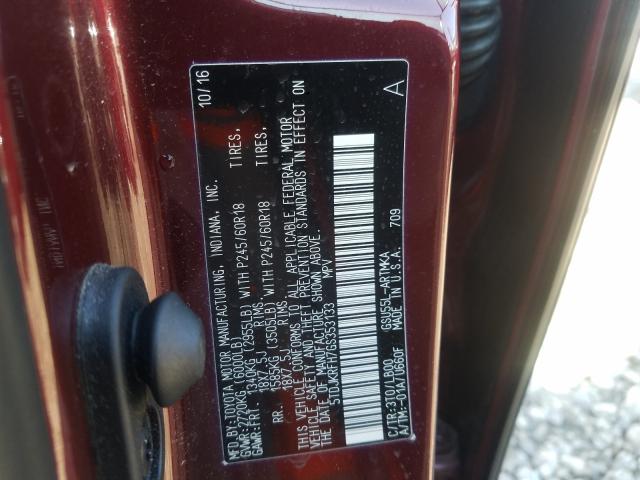 MFD.BY:TOYOTA MOTOR MANUFACTURING, INDIANA, INC. 10/16
GVWR:2720KG (6000LB)
GAWR:FRT. 1340KG (2955LB) WITH P245/60R18 TIRES,
18X7.5J RIMS,
RR. 1585KG (3505LB) WITH P245/60R18 TIRES,
18X7.5J RIMS,
THIS VEHICLE CONFORMS TO ALL APPLICABLE FEDERAL MOTOR
VEHICLE SAFETY AND THEFT PREVENTION STANDARDS IN EFFECT ON
THE DATE OF MANUFACTURE SHOWN ABOVE.
MPV
C/TR:3T0/LB00 GSU55L-ARTMKA
A/TM:-01A/U660F MADE IN U.S.A. 709
A